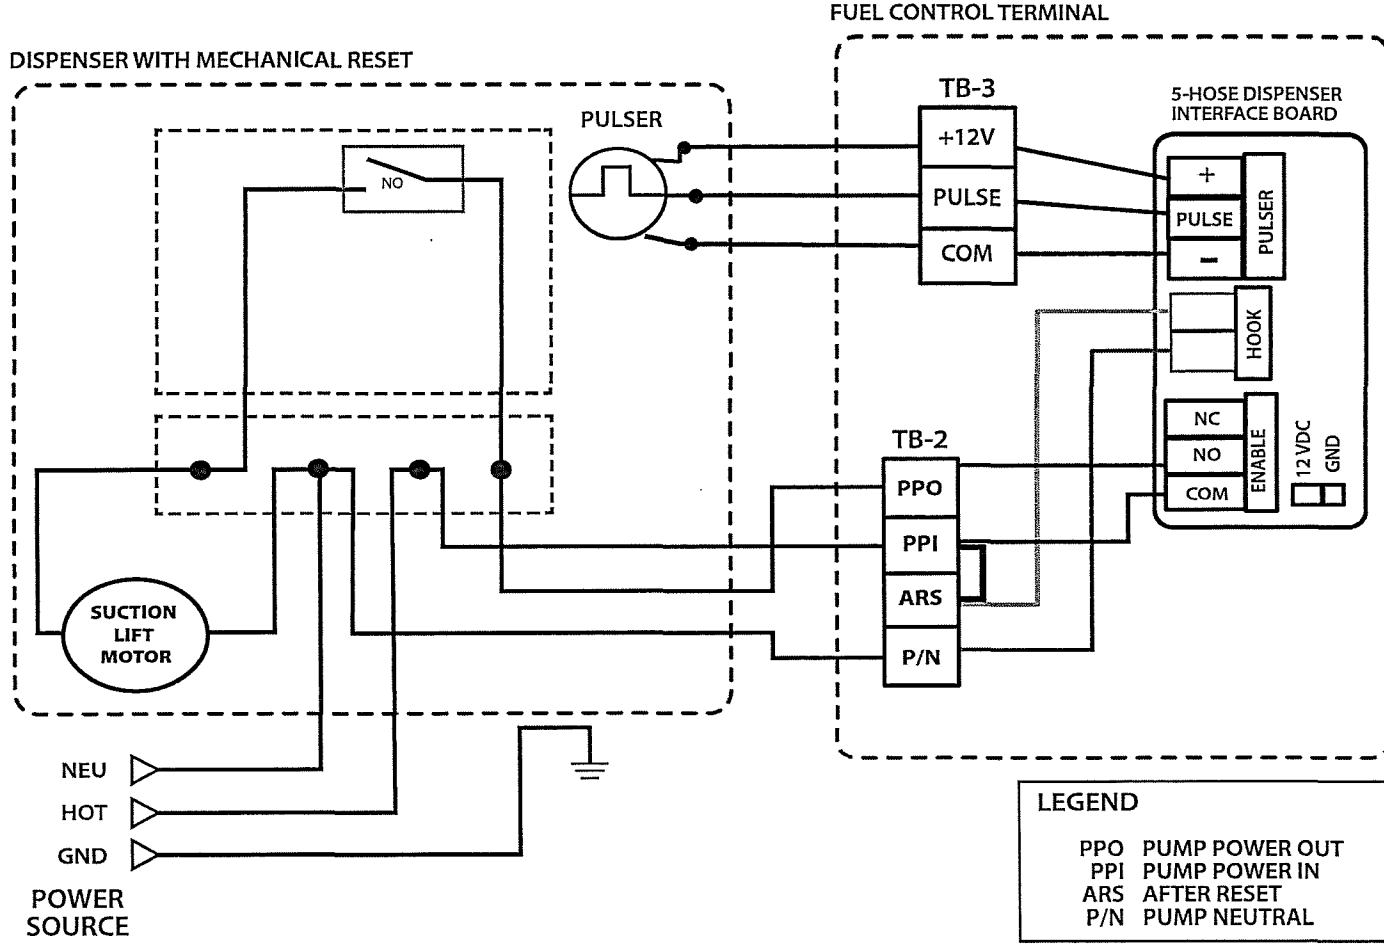 FUEL CONTROL TERMINAL
DISPENSER WITH MECHANICAL RESET
PULSER
NO
TB-3
+12V
PULSE
COM
5-HOSE DISPENSER
INTERFACE BOARD
+
PULSE
-
PULSER
HOOK
NC
NO
COM
ENABLE
12 VDC
GND
TB-2
PPO
PPI
ARS
P/N
SUCTION
LIFT
MOTOR
NEU
HOT
GND
POWER
SOURCE
LEGEND
PPO PUMP POWER OUT
PPI PUMP POWER IN
ARS AFTER RESET
P/N PUMP NEUTRAL